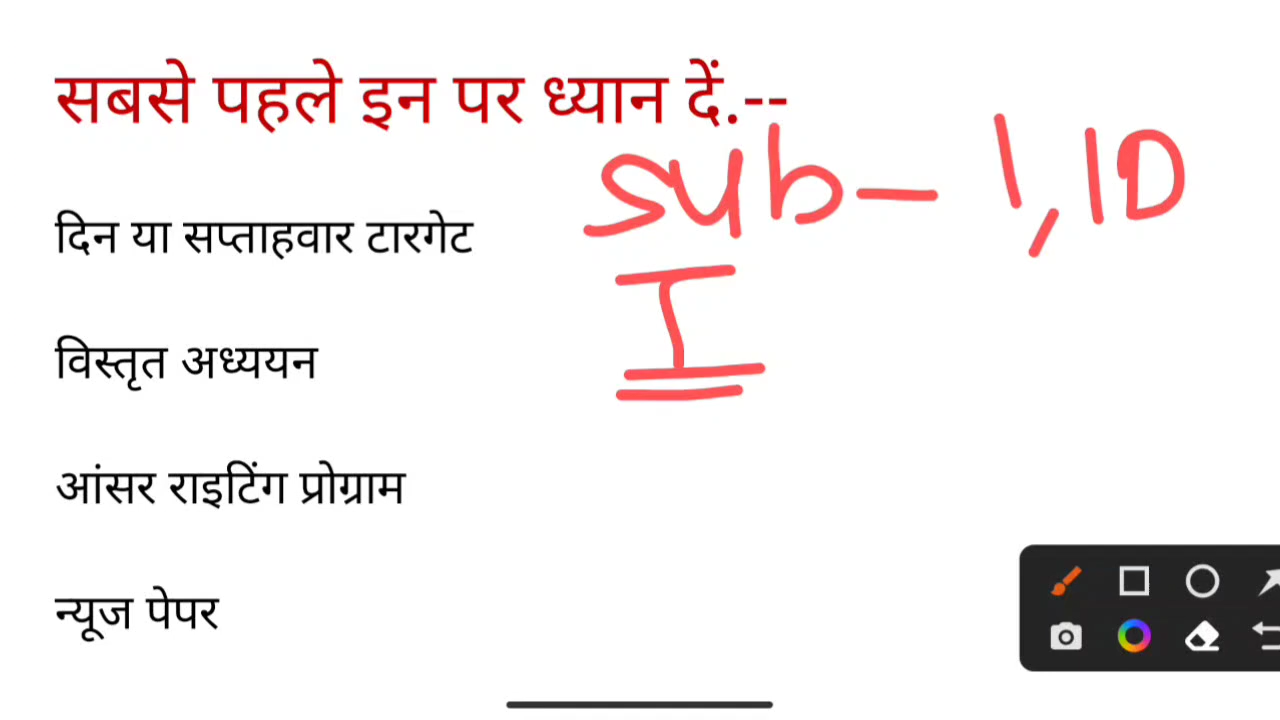 सबसे पहले इन पर ध्यान दें.--
sub- 1, 10
दिन या सप्ताहवार टारगेट
I
विस्तृत अध्ययन
आंसर राइटिंग प्रोग्राम
न्यूज पेपर